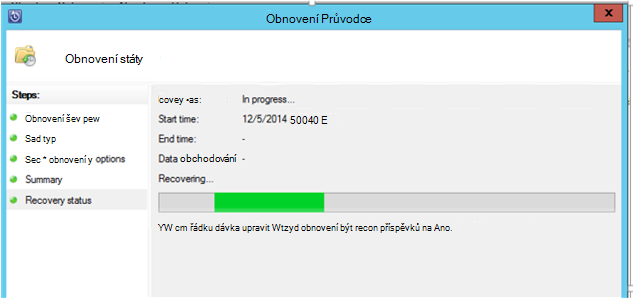 Obnovení Průvodce
x
Obnovení státy
Steps:
Obnovení šev pew
Sad typ
Sec * obnovení y options
Summary
Recovery status
covey •as: In progress...
Start time: 12/5/2014 50040 E
End time: -
Data obchodování -
Recovering...
YW cm řádku dávka upravit Wtzyd obnovení být recon příspěvků na Ano.